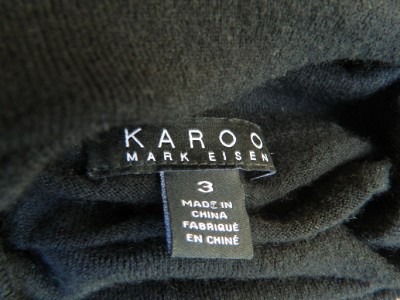 KAROO
MARK EISEN
3
MADE IN
CHINA
FABRIQUÉ
EN CHINÉ